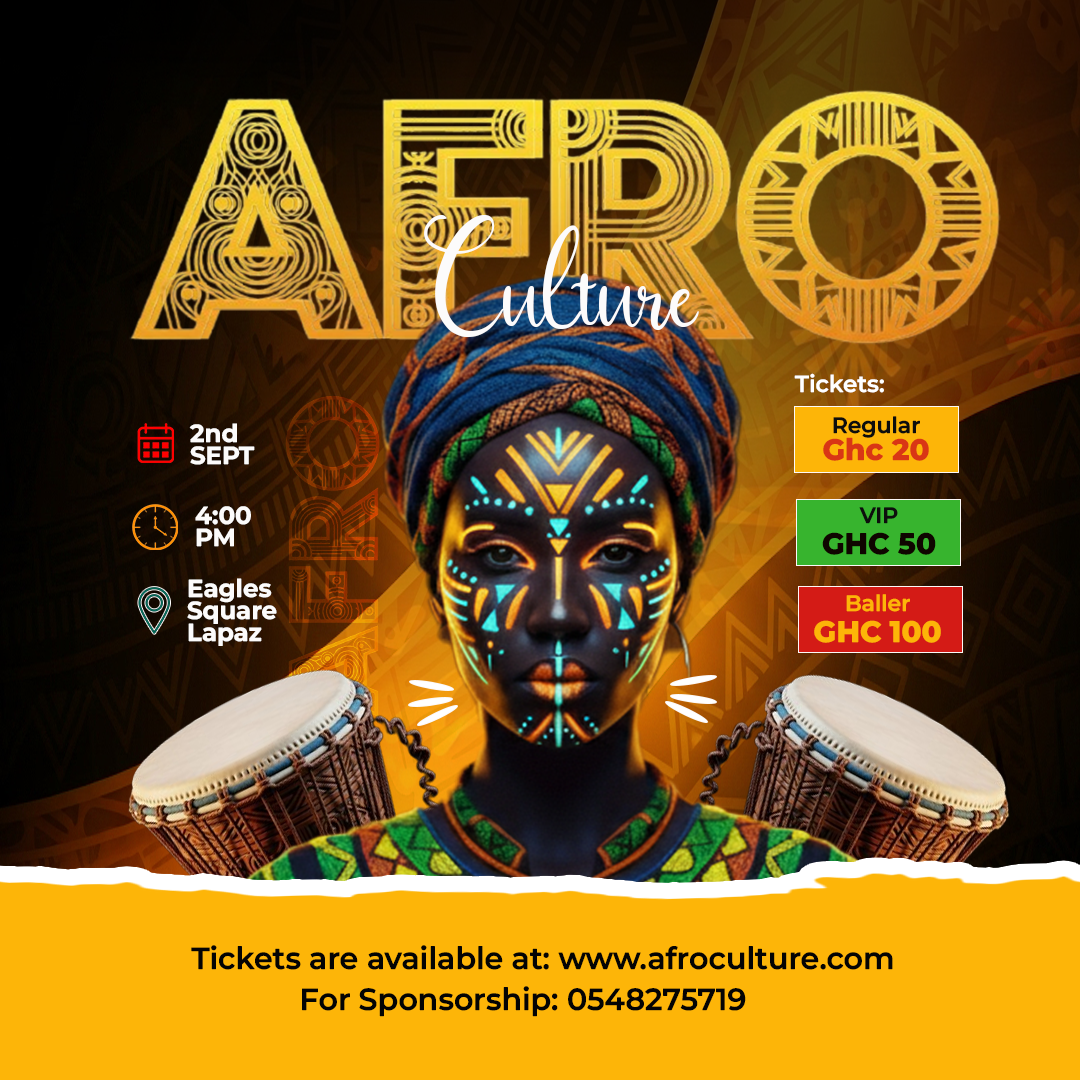 AFRO
Culture
2nd
SEPT
4:00
PM
Eagles
Square
Lapaz
AFRO
Tickets:
Regular
Ghc 20
VIP
GHC 50
Baller
GHC 100
Tickets are available at: www.afroculture.com
For Sponsorship: 0548275719